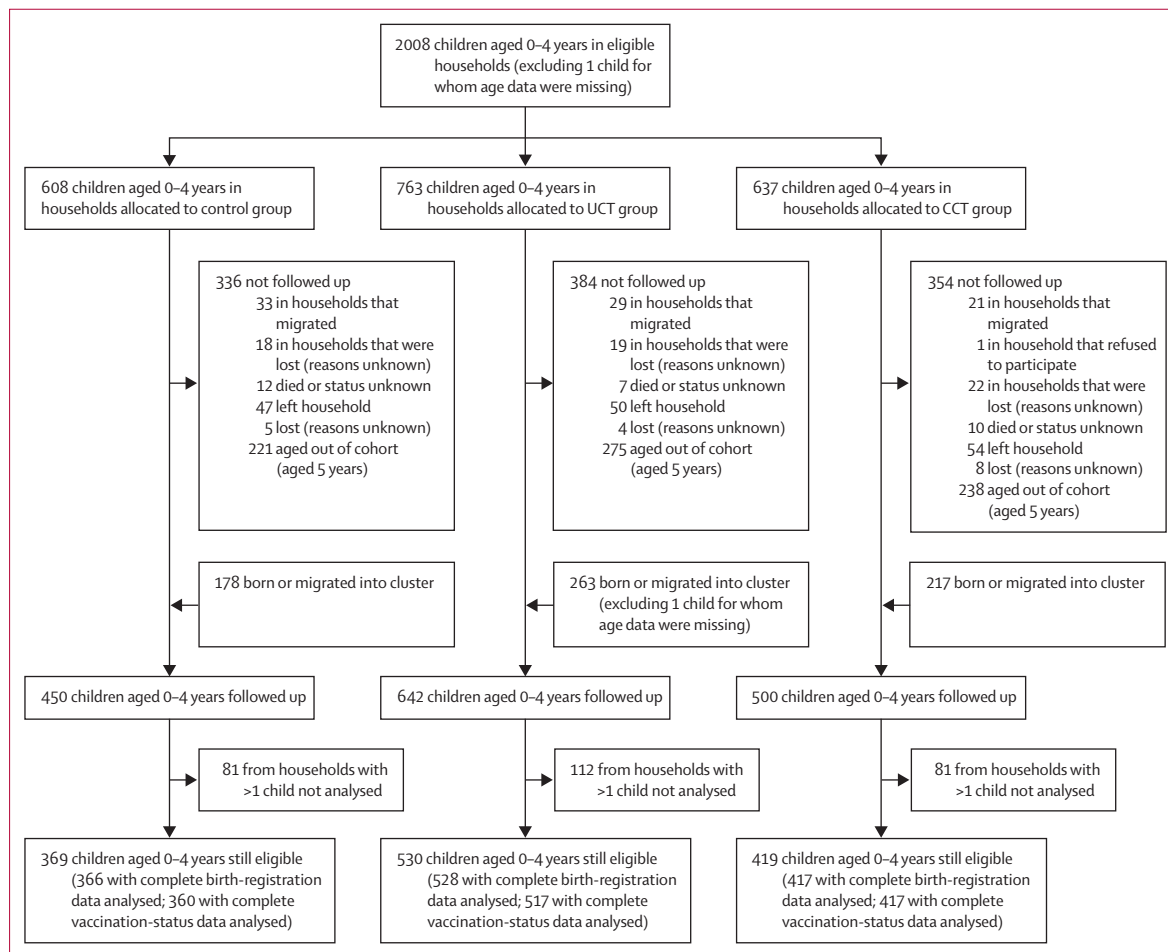 2008 children aged 0–4 years in eligible
households (excluding 1 child for
whom age data were missing)
608 children aged 0–4 years in
households allocated to control group
763 children aged 0–4 years in
households allocated to UCT group
637 children aged 0–4 years in
households allocated to CCT group
336 not followed up
33 in households that
migrated
18 in households that were
lost (reasons unknown)
12 died or status unknown
47 left household
5 lost (reasons unknown)
221 aged out of cohort
(aged 5 years)
384 not followed up
29 in households that
migrated
19 in households that were
lost (reasons unknown)
7 died or status unknown
50 left household
4 lost (reasons unknown)
275 aged out of cohort
(aged 5 years)
354 not followed up
21 in households that
migrated
1 in household that refused
to participate
22 in households that were
lost (reasons unknown)
10 died or status unknown
54 left household
8 lost (reasons unknown)
238 aged out of cohort
(aged 5 years)
178 born or migrated into cluster
263 born or migrated into cluster
(excluding 1 child for whom
age data were missing)
217 born or migrated into cluster
450 children aged 0–4 years followed up
642 children aged 0–4 years followed up
500 children aged 0–4 years followed up
81 from households with
>1 child not analysed
112 from households with
>1 child not analysed
81 from households with
>1 child not analysed
369 children aged 0–4 years still eligible
(366 with complete birth-registration
data analysed; 360 with complete
vaccination-status data analysed)
530 children aged 0–4 years still eligible
(528 with complete birth-registration
data analysed; 517 with complete
vaccination-status data analysed)
419 children aged 0–4 years still eligible
(417 with complete birth-registration
data analysed; 417 with complete
vaccination-status data analysed)